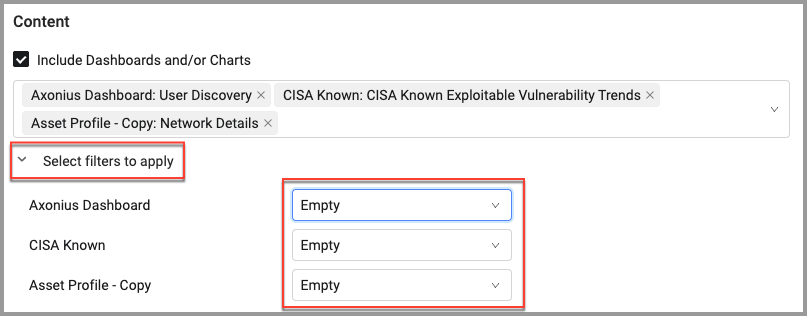 Content
Include Dashboards and/or Charts
Axonius Dashboard: User Discovery × CISA Known: CISA Known Exploitable Vulnerability Trends ×
Asset Profile - Copy: Network Details ×
Select filters to apply
Axonius Dashboard Empty
CISA Known Empty
Asset Profile - Copy Empty